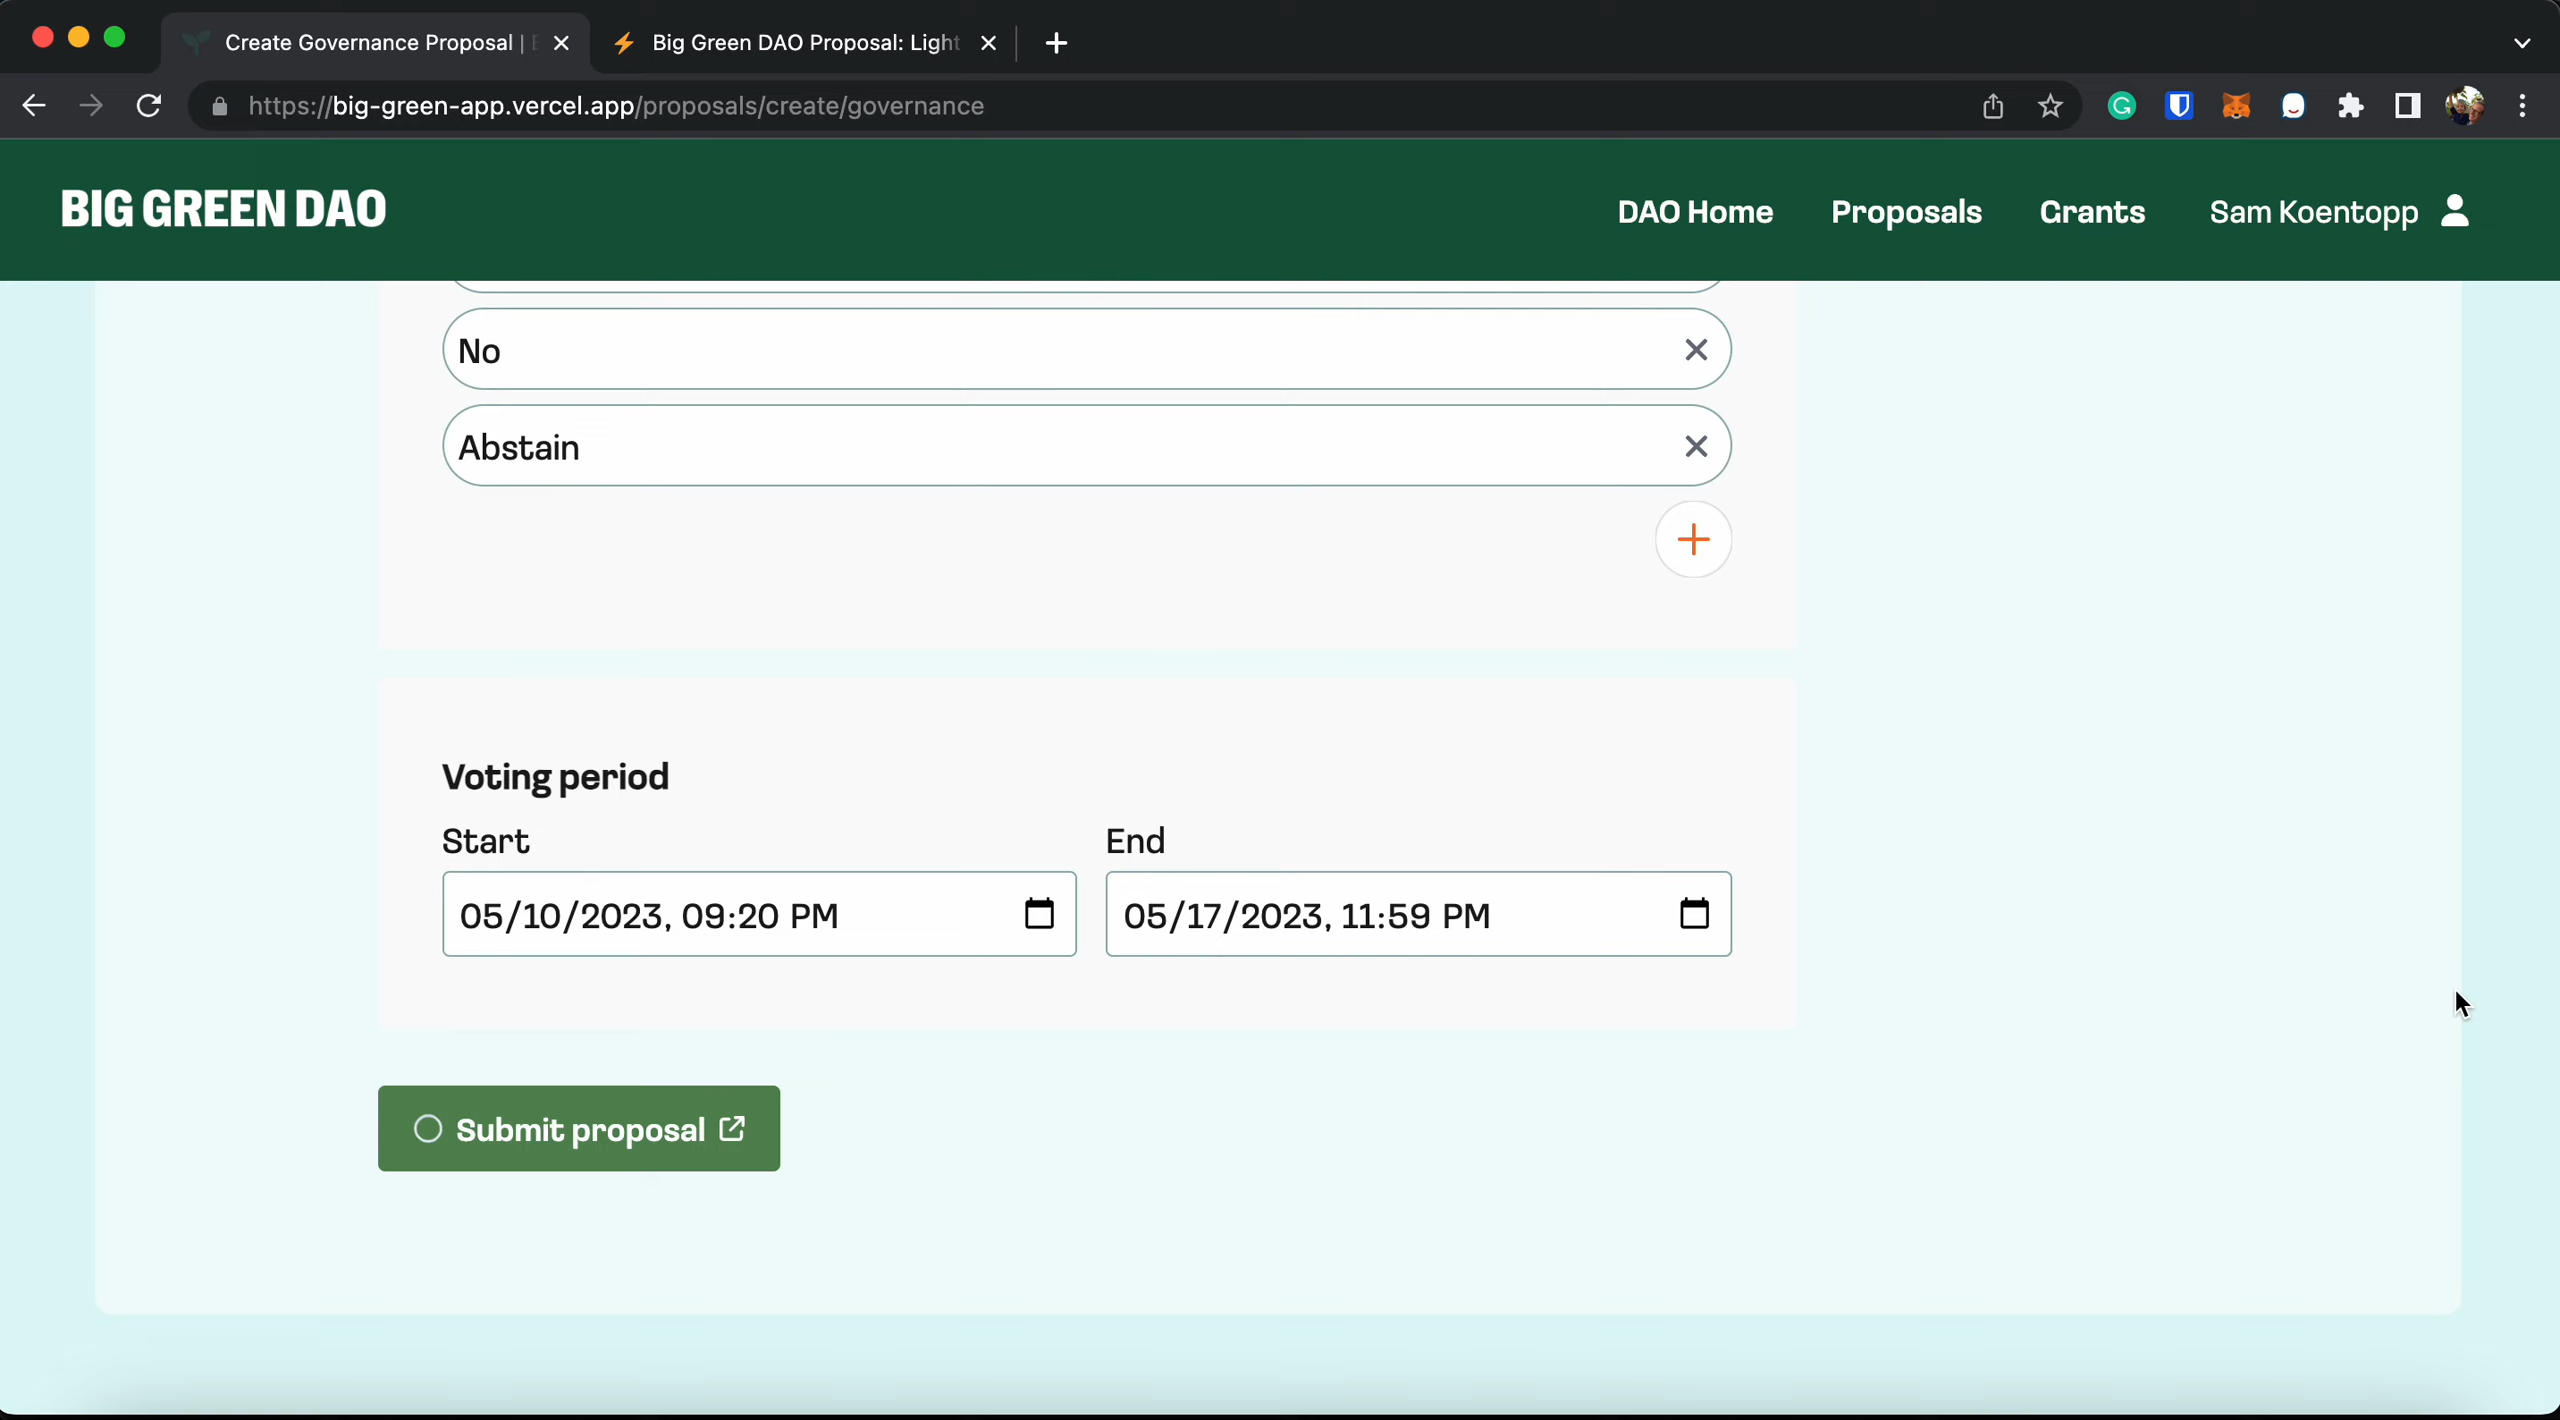 Create Governance Proposal |
Big Green DAO Proposal: Light
https://big-green-app.vercel.app/proposals/create/governance
BIG GREEN DAO
DAO Home
Proposals
Grants
Sam Koentopp
No
Abstain
Voting period
Start
End
05/10/2023, 09:20 PM
05/17/2023, 11:59 PM
Submit proposal